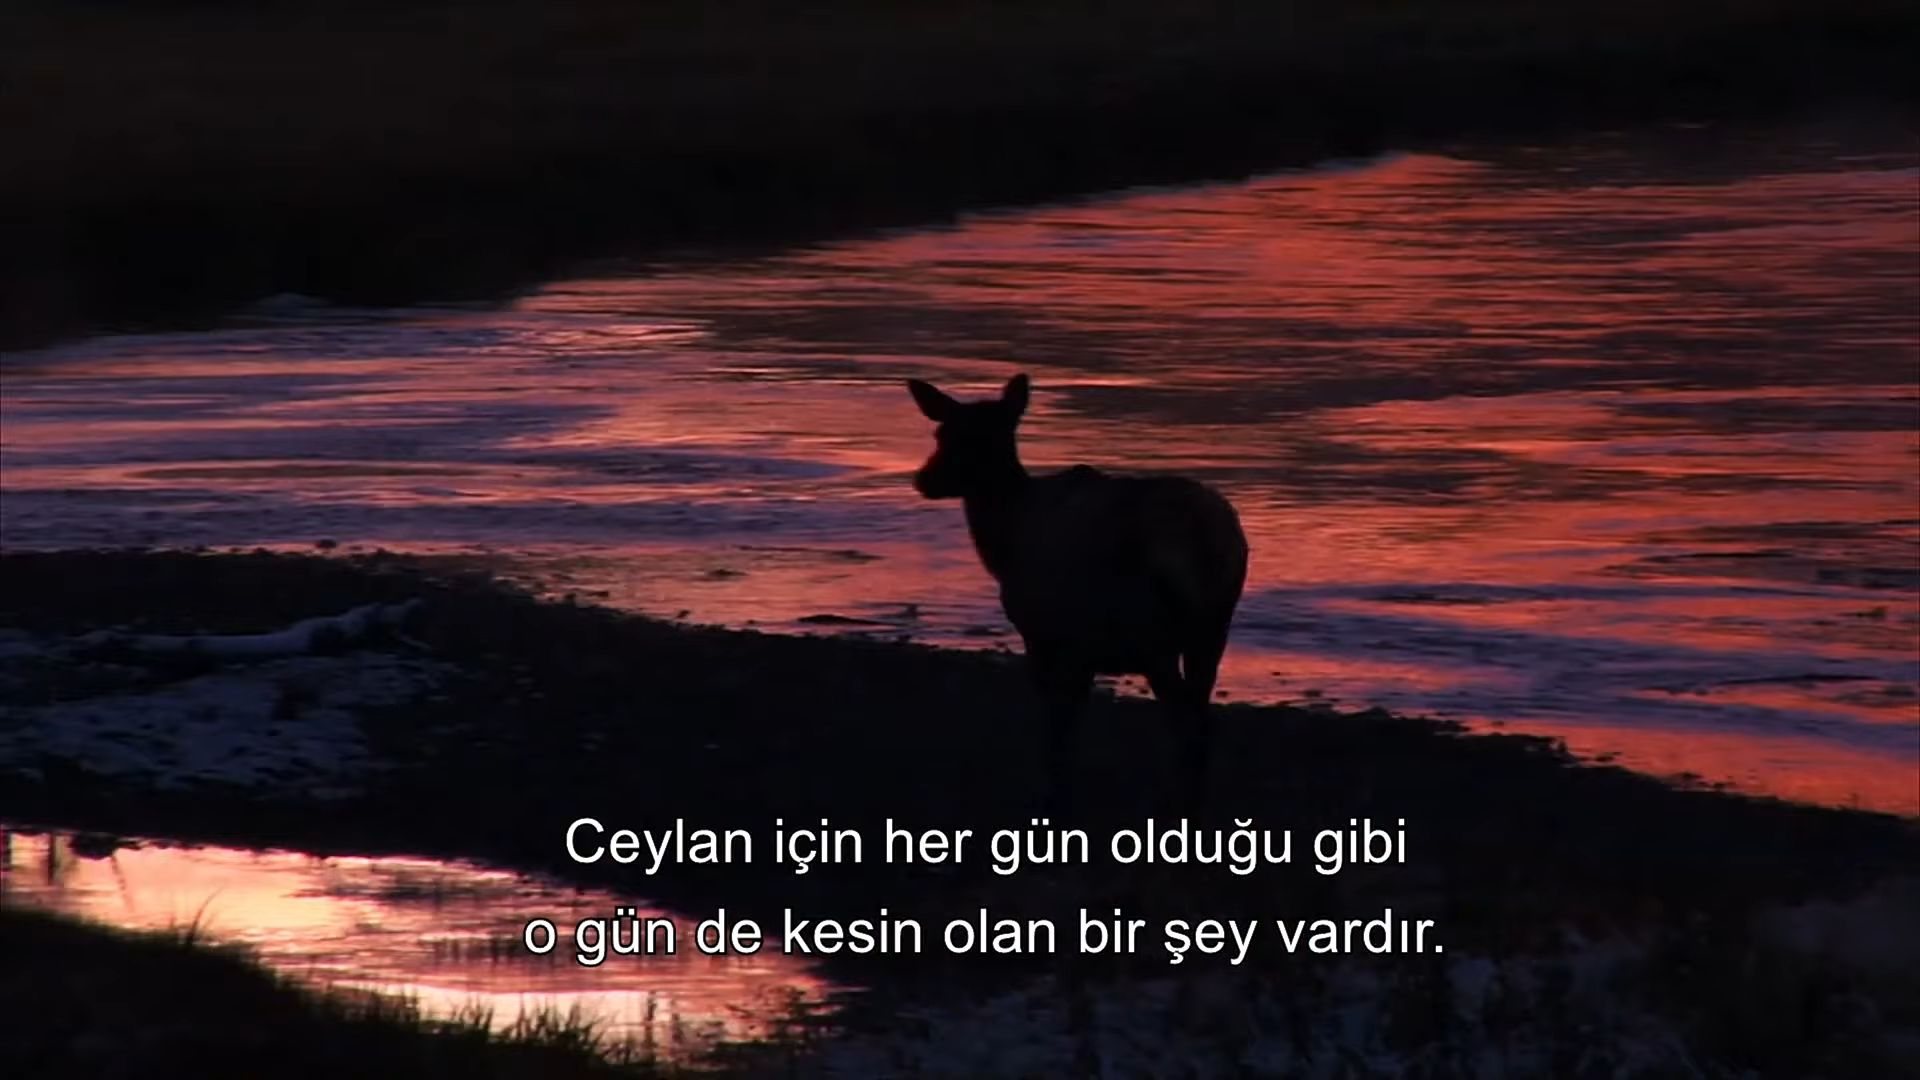 Ceylan için her gün olduğu gibi
o gün de kesin olan bir şey vardır.